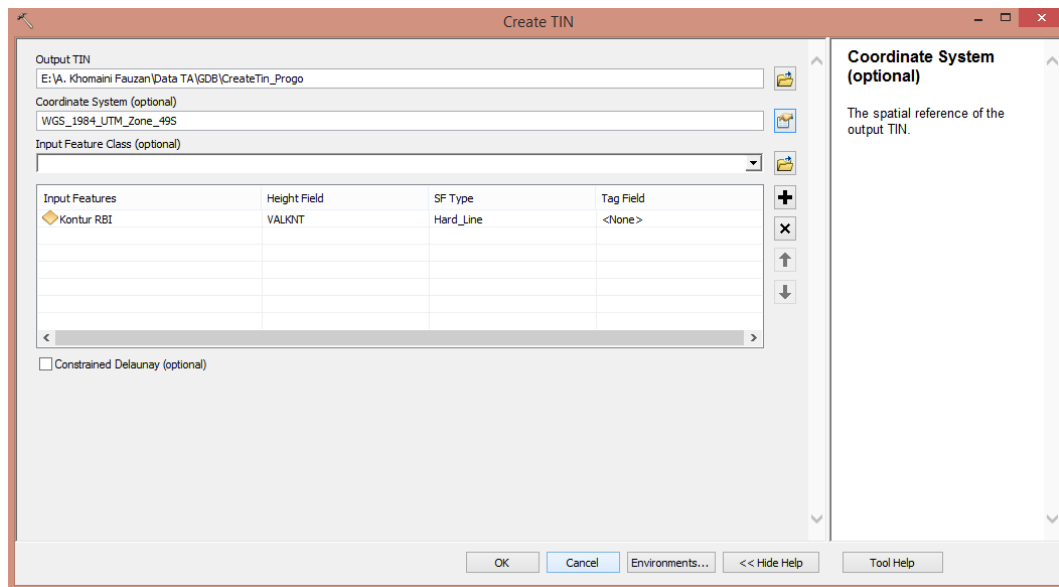 Create TIN
Output TIN
E:\A. Khomaini Fauzan\Data TA\GDB\CreateTin_Progo
Coordinate System (optional)
WGS_1984_UTM_Zone_49S
Input Feature Class (optional)
Input Features Height Field SF Type Tag Field
Kontur RBI VALKNT Hard_Line <None>
Constrained Delaunay (optional)
Coordinate System
(optional)
The spatial reference of the
output TIN.
OK Cancel Environments... << Hide Help Tool Help